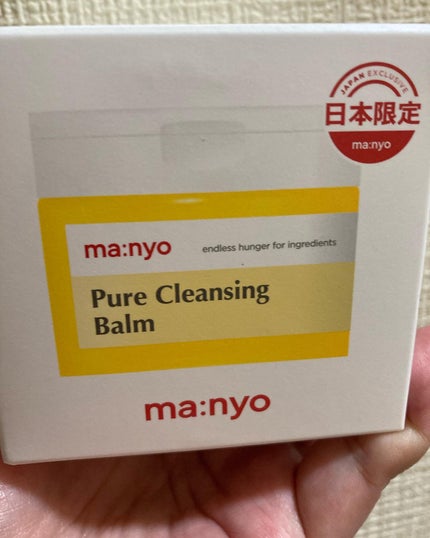 JAPAN EXCLUSIVE
日本限定
ma:nyo
ma:nyo
endless hunger for ingredients
Pure Cleansing
Balm
ma:nyo